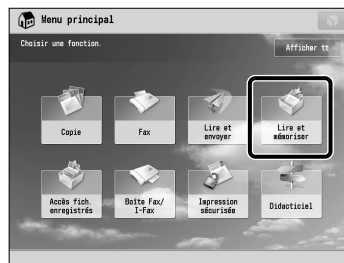 Menu principal
Choisir une fonction.
Afficher tt
Copie
Fax
Lire et
envoyer
Lire et
mémoriser
Accès fich.
enregistrés
Boîte Fax/
I-Fax
Impression
sécurisée
Didacticiel